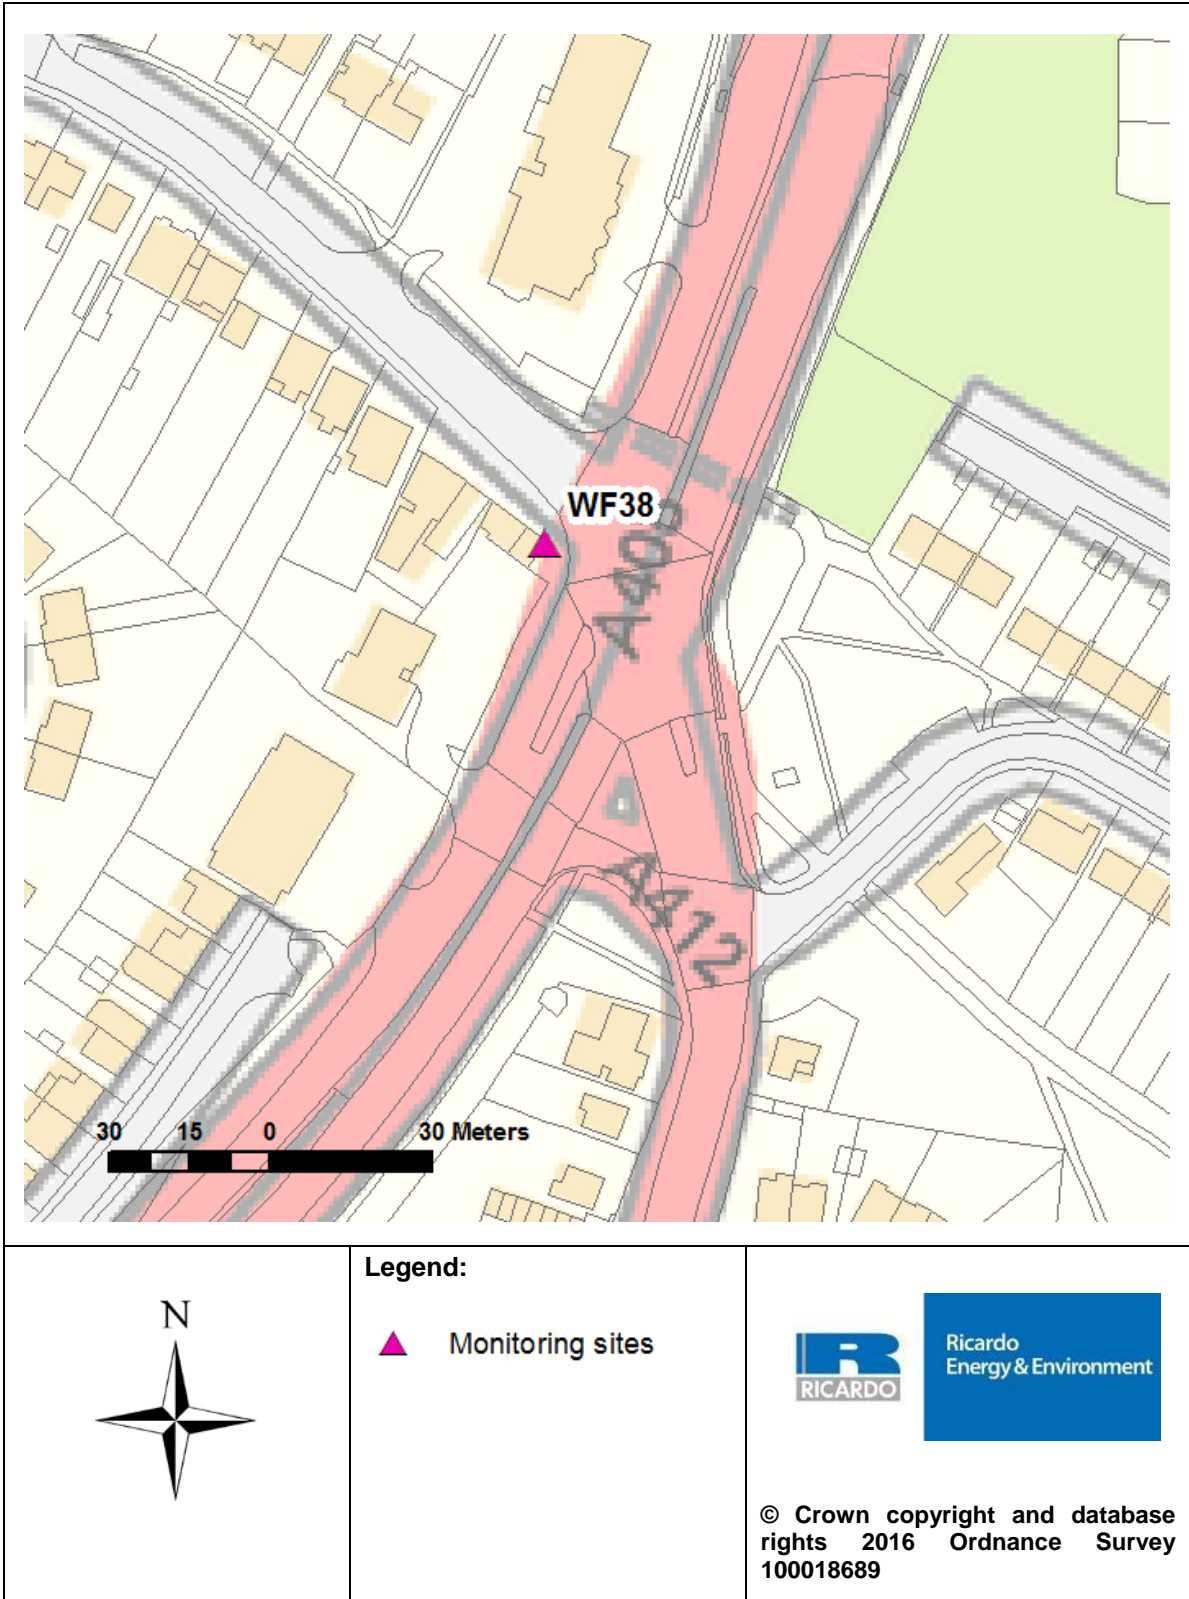 WF38
A412
30 15 0 30 Meters
N
Legend:
Monitoring sites
RICARDO
Ricardo
Energy & Environment
© Crown copyright and database
rights 2016 Ordnance Survey
100018689